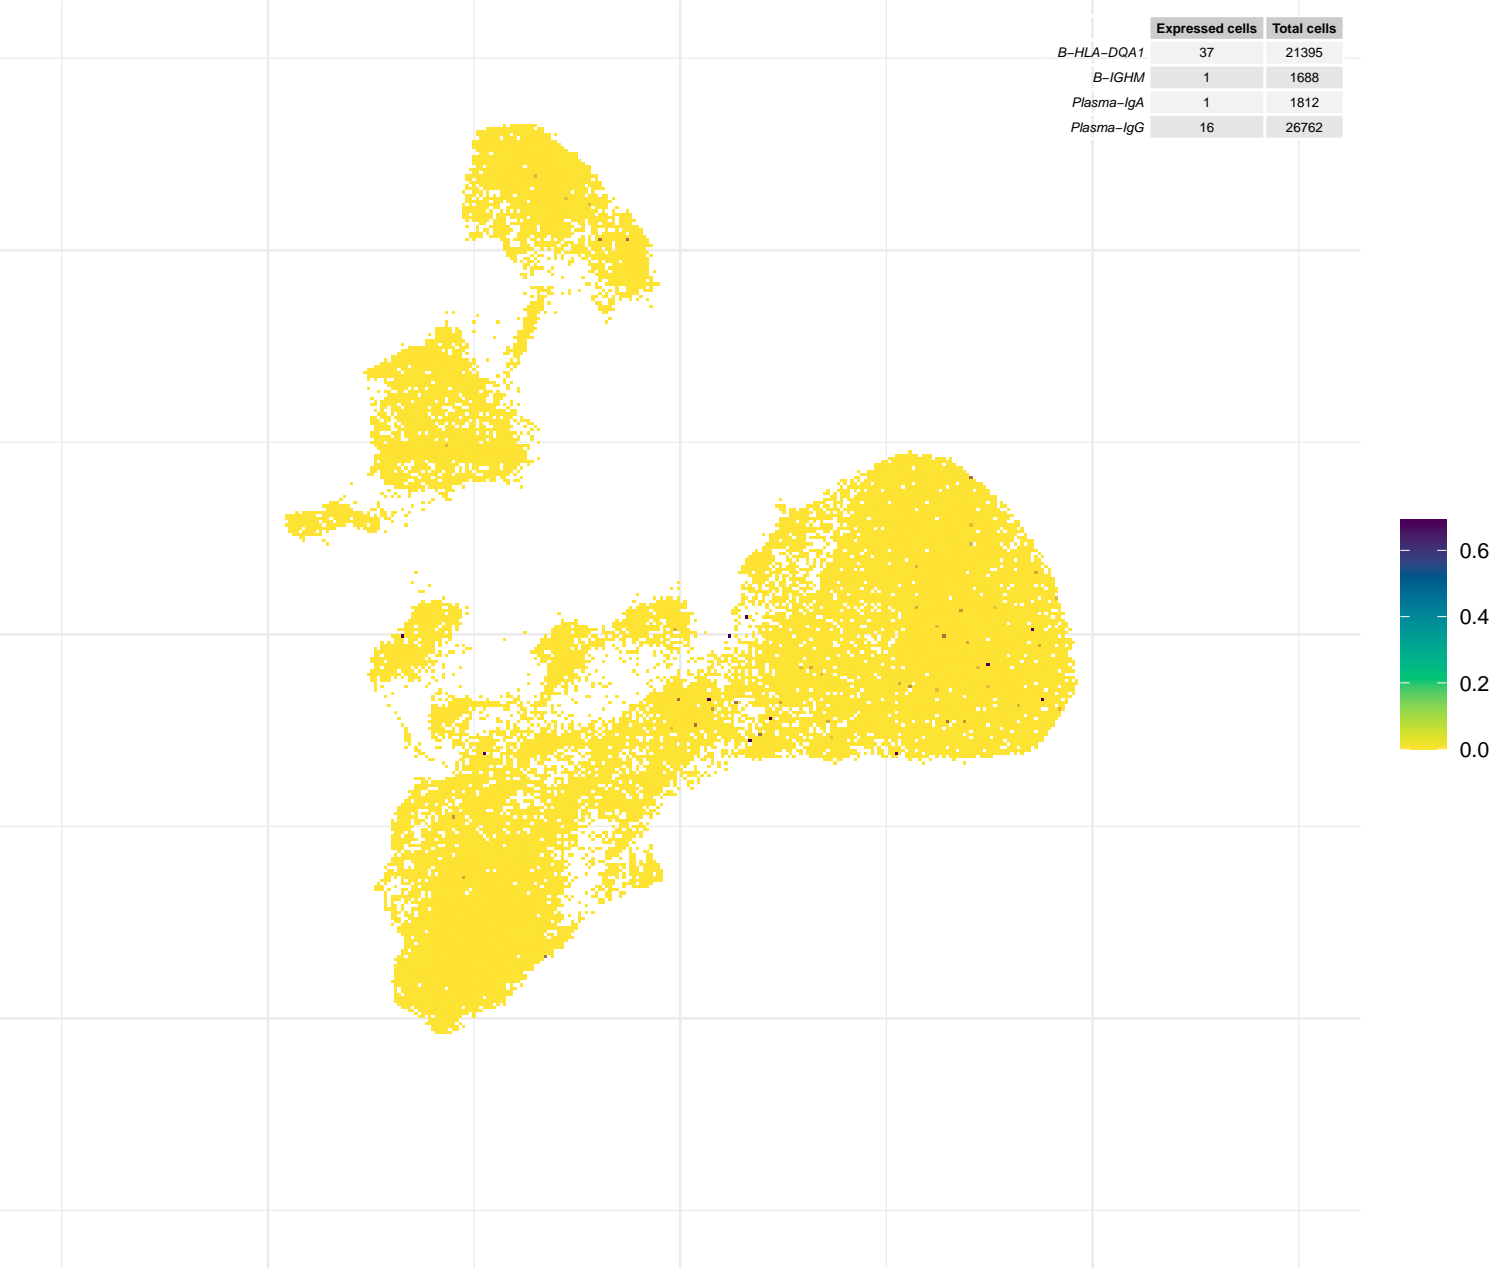 Expressed cells Total cells
B−HLA−DQA1 37 21395
B−IGHM 1 1688
Plasma−IgA 1 1812
Plasma−IgG 16 26762
0.6
0.4
0.2
0.0